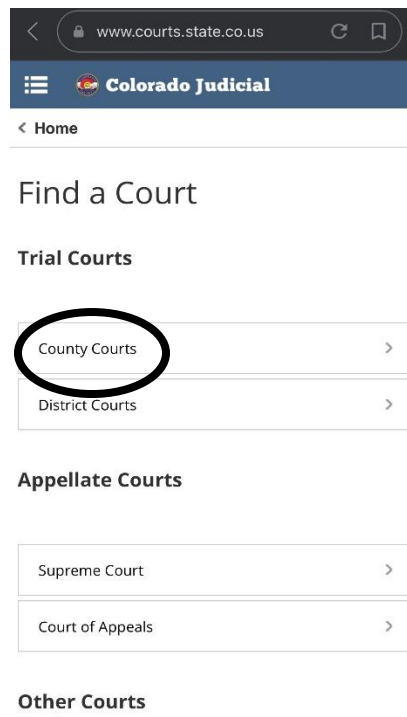 www.courts.state.co.us
Colorado Judicial
< Home
Find a Court
Trial Courts
County Courts
District Courts
Appellate Courts
Supreme Court
Court of Appeals
Other Courts